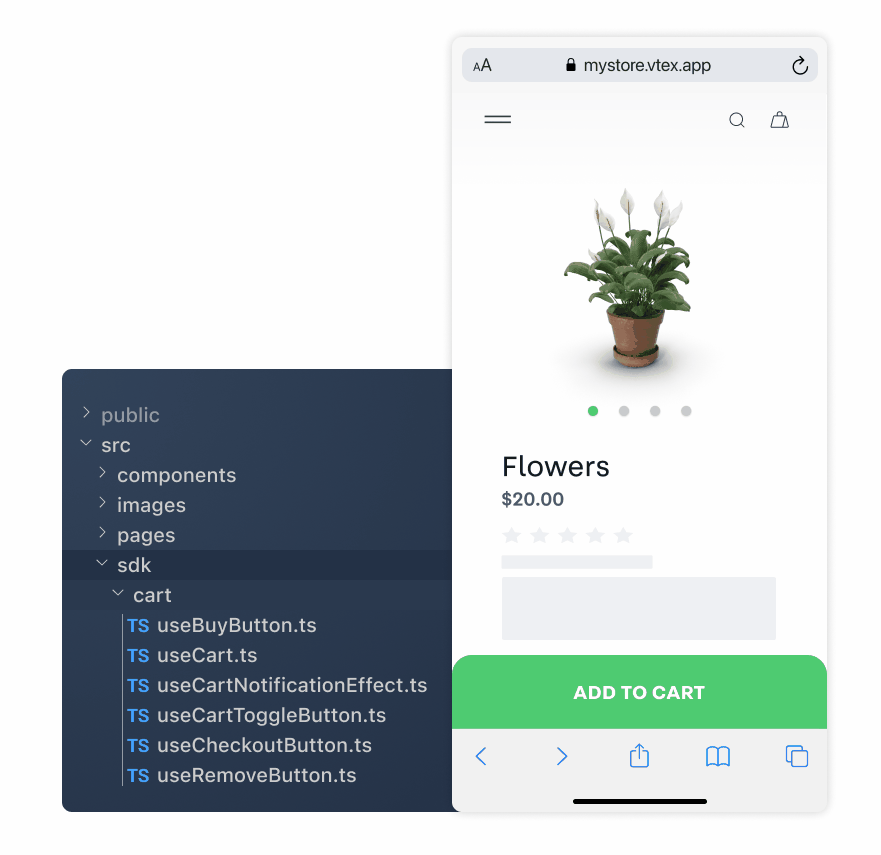 AA
mystore.vtex.app
Flowers
$20.00
ADD TO CART
public
src
components
images
pages
sdk
cart
TS useBuyButton.ts
TS useCart.ts
TS useCartNotificationEffect.ts
TS useCartToggleButton.ts
TS useCheckoutButton.ts
TS useRemoveButton.ts